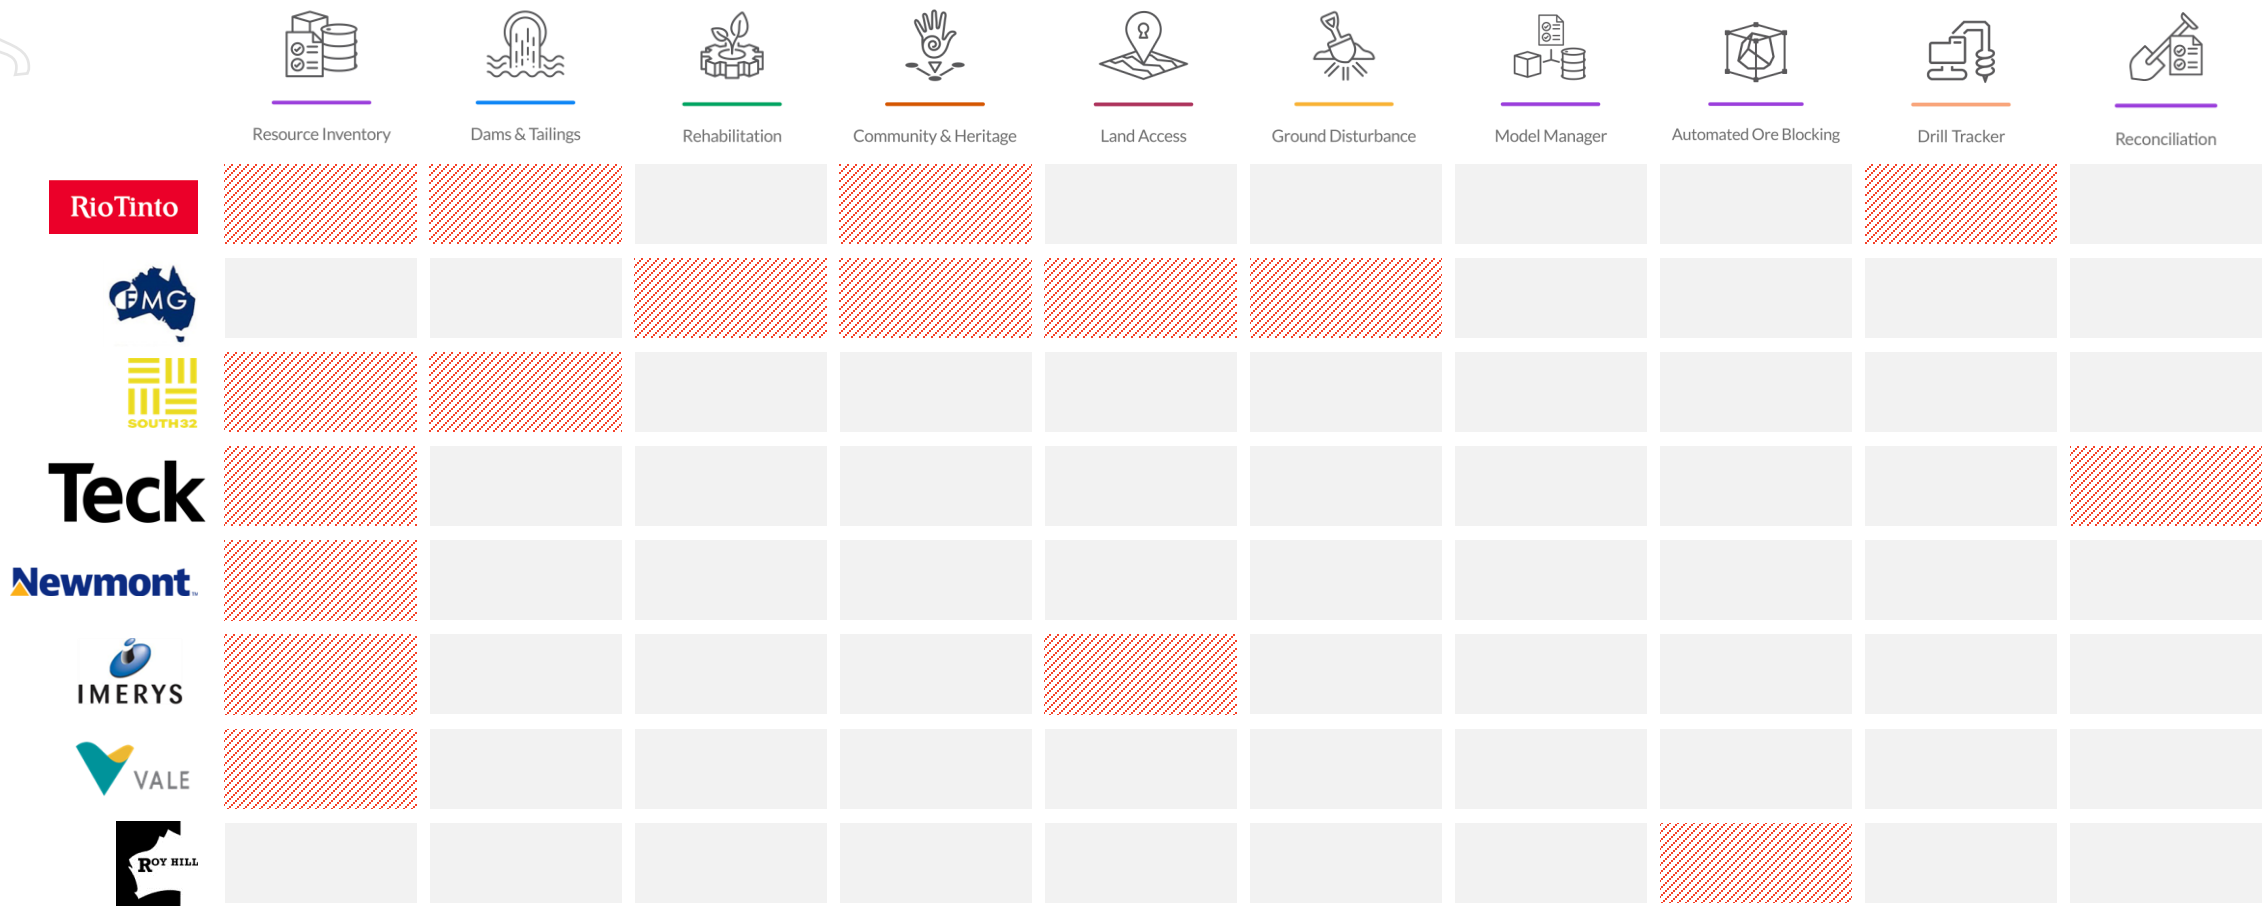 Resource Inventory
Dams & Tailings
Rehabilitation
Community & Heritage
Land Access
Ground Disturbance
Model Manager
Automated Ore Blocking
Drill Tracker
Reconciliation
RioTinto
FMG
SOUTH32
Teck
Newmont™
IMERYS
VALE
ROY HILL